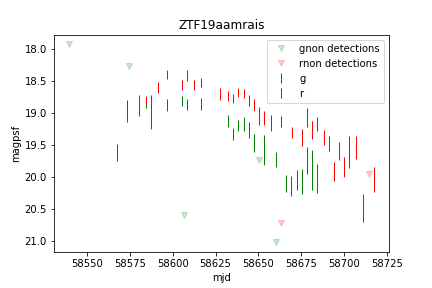 ZTF19aamrais
gnon detections
rnon detections
g
r
18.0
18.5
19.0
19.5
20.0
20.5
21.0
magpsf
58550 58575 58600 58625 58650 58675 58700 58725
mjd